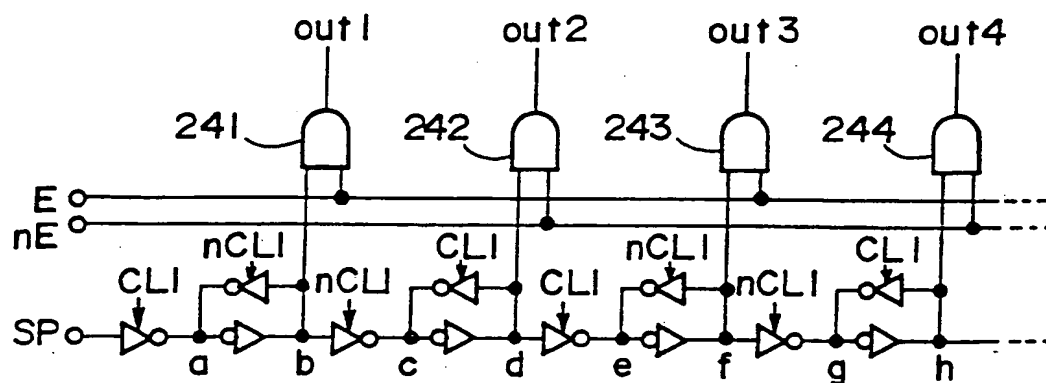 out1 out2 out3 out4
241 242 243 244
E
nE
nCL1 CL1 nCL1 CL1
CL1 nCL1 CL1 nCL1
SP
a b c d e f g h